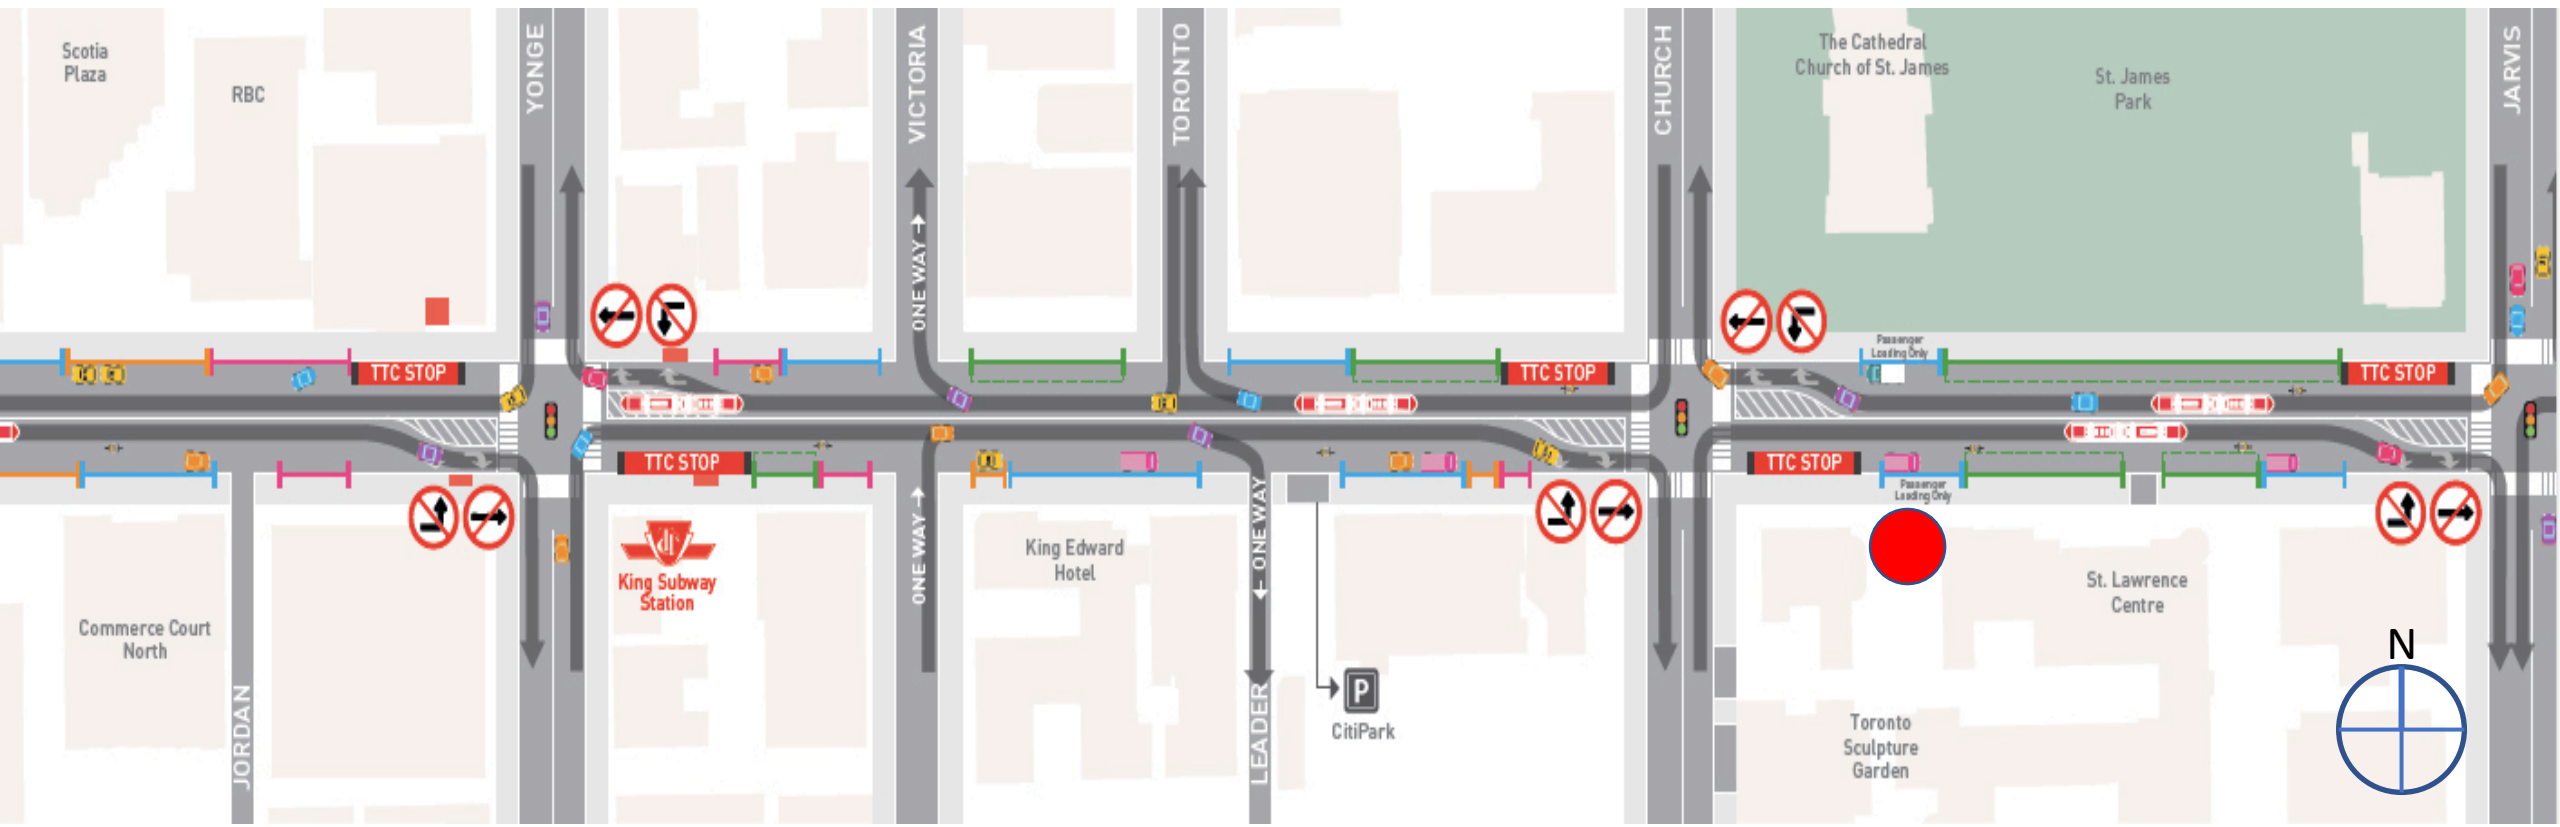 Scotia
Plaza
RBC
YONGE
VICTORIA
TORONTO
CHURCH
The Cathedral
Church of St. James
St. James
Park
JARVIS
ONE WAY →
TTC STOP
TTC STOP
Passenger
Loading Only
TTC STOP
TTC STOP
TTC STOP
Passenger
Loading Only
ONE WAY →
← ONE WAY
King Subway
Station
King Edward
Hotel
St. Lawrence
Centre
Commerce Court
North
N
JORDAN
LEADER
P
CitiPark
Toronto
Sculpture
Garden